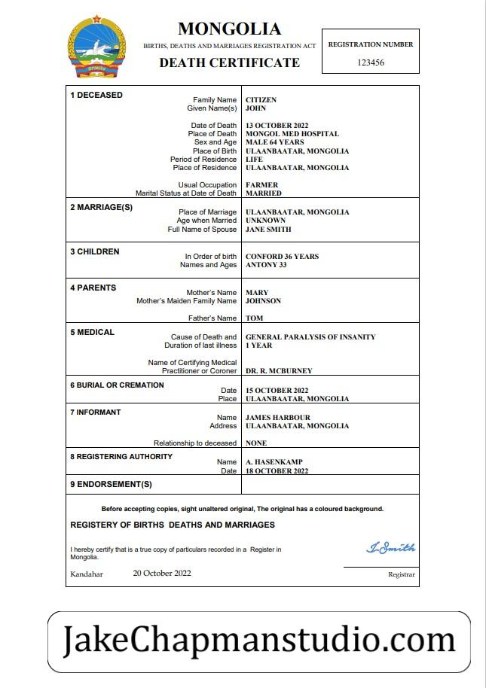 MONGOLIA
BIRTHS, DEATHS AND MARRIAGES REGISTRATION ACT
DEATH CERTIFICATE
REGISTRATION NUMBER
123456
1 DECEASED
Family Name CITIZEN
Given Name(s) JOHN
Date of Death 13 OCTOBER 2022
Place of Death MONGOL MED HOSPITAL
Sex and Age MALE 64 YEARS
Place of Birth ULAANBAATAR, MONGOLIA
Period of Residence LIFE
Place of Residence ULAANBAATAR, MONGOLIA
Usual Occupation FARMER
Marital Status at Date of Death MARRIED
2 MARRIAGE(S)
Place of Marriage ULAANBAATAR, MONGOLIA
Age when Married UNKNOWN
Full Name of Spouse JANE SMITH
3 CHILDREN
In Order of birth CONFORD 36 YEARS
Names and Ages ANTONY 33
4 PARENTS
Mother's Name MARY
Mother's Maiden Family Name JOHNSON
Father's Name TOM
5 MEDICAL
Cause of Death and GENERAL PARALYSIS OF INSANITY
Duration of last illness 1 YEAR
Name of Certifying Medical
Practitioner or Coroner DR. R. MCBURNEY
6 BURIAL OR CREMATION
Date 15 OCTOBER 2022
Place ULAANBAATAR, MONGOLIA
7 INFORMANT
Name JAMES HARBOUR
Address ULAANBAATAR, MONGOLIA
Relationship to deceased NONE
8 REGISTERING AUTHORITY
Name A. HASENKAMP
Date 18 OCTOBER 2022
9 ENDORSEMENT(S)
Before accepting copies, sight unaltered original, The original has a coloured background.
REGISTERY OF BIRTHS DEATHS AND MARRIAGES
I hereby certify that is a true copy of particulars recorded in a Register in
Mongolia.
J-Smith
Kandahar 20 October 2022 Registrar
JakeChapmanstudio.com